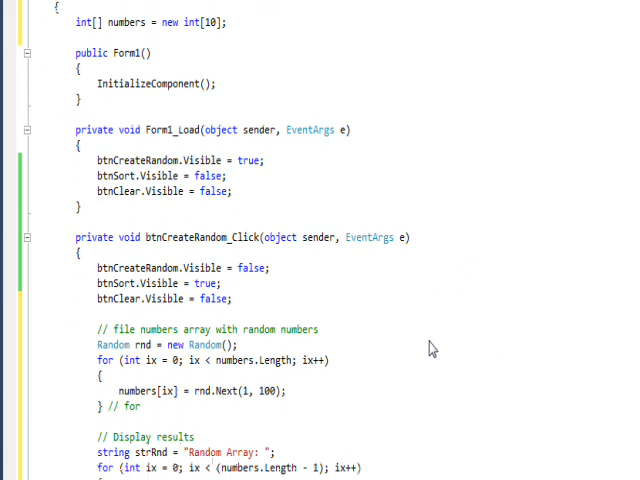 {
int[] numbers = new int[10];
public Form1()
{
InitializeComponent();
}
private void Form1_Load(object sender, EventArgs e)
{
btnCreateRandom.Visible = true;
btnSort.Visible = false;
btnClear.Visible = false;
}
private void btnCreateRandom_Click(object sender, EventArgs e)
{
btnCreateRandom.Visible = false;
btnSort.Visible = true;
btnClear.Visible = false;
// file numbers array with random numbers
Random rnd = new Random();
for (int ix = 0; ix < numbers.Length; ix++)
{
numbers[ix] = rnd.Next(1, 100);
} // for
// Display results
string strRnd = "Random Array: ";
for (int ix = 0; ix < (numbers.Length - 1); ix++)
{